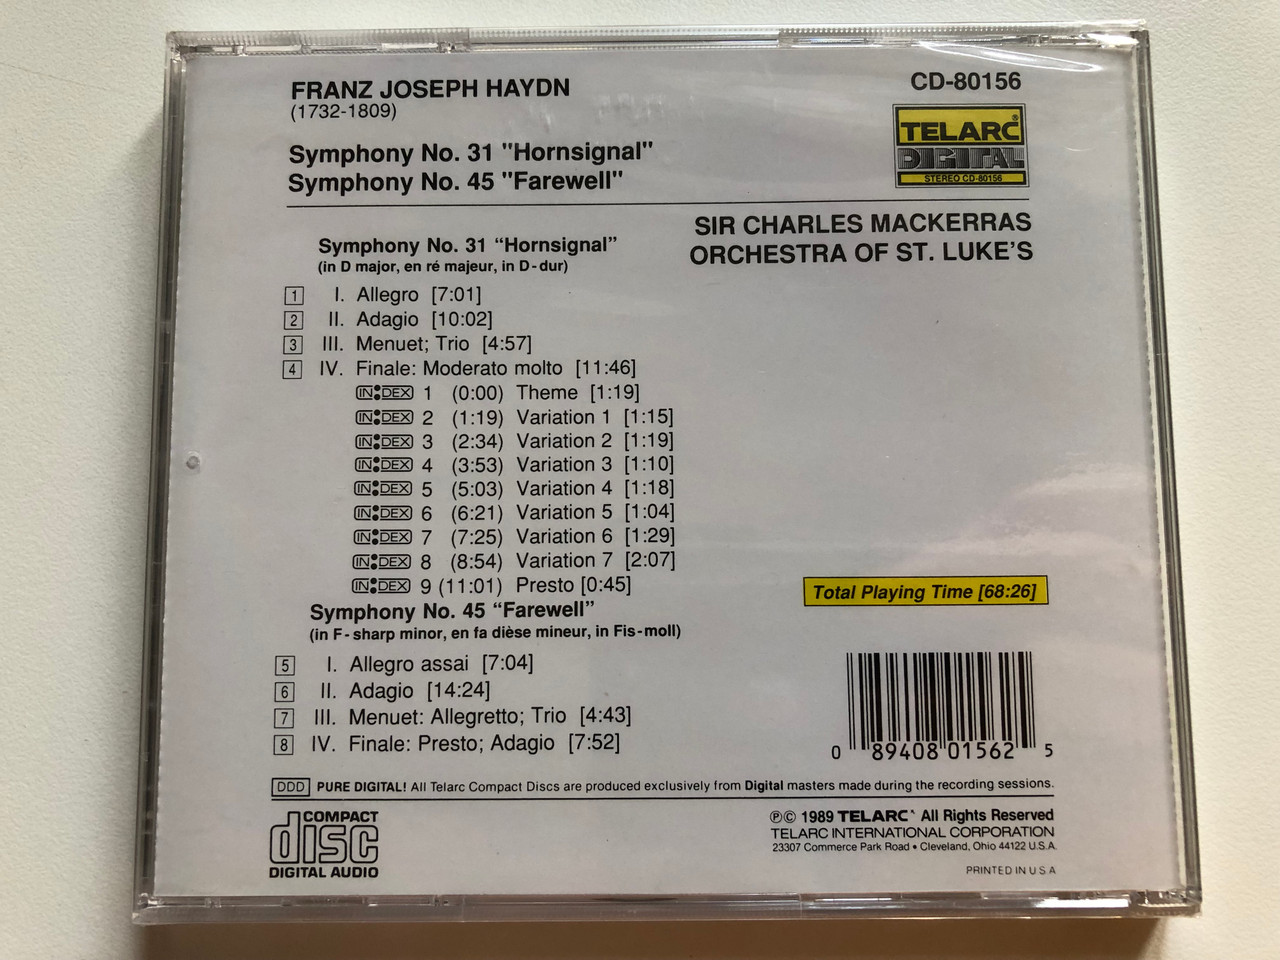 FRANZ JOSEPH HAYDN
(1732-1809)
Symphony No. 31 "Hornsignal"
Symphony No. 45 "Farewell"
CD-80156
TELARC®
DIGITAL
STEREO CD-80156
SIR CHARLES MACKERRAS
ORCHESTRA OF ST. LUKE'S
Symphony No. 31 “Hornsignal”
(in D major, en ré majeur, in D-dur)
1 I. Allegro [7:01]
2 II. Adagio [10:02]
3 III. Menuet; Trio [4:57]
4 IV. Finale: Moderato molto [11:46]
INDEX 1 (0:00) Theme [1:19]
INDEX 2 (1:19) Variation 1 [1:15]
INDEX 3 (2:34) Variation 2 [1:19]
INDEX 4 (3:53) Variation 3 [1:10]
INDEX 5 (5:03) Variation 4 [1:18]
INDEX 6 (6:21) Variation 5 [1:04]
INDEX 7 (7:25) Variation 6 [1:29]
INDEX 8 (8:54) Variation 7 [2:07]
INDEX 9 (11:01) Presto [0:45]
Symphony No. 45 “Farewell”
(in F-sharp minor, en fa dièse mineur, in Fis-moll)
5 I. Allegro assai [7:04]
6 II. Adagio [14:24]
7 III. Menuet: Allegretto; Trio [4:43]
8 IV. Finale: Presto; Adagio [7:52]
Total Playing Time [68:26]
0 89408 01562 5
DDD PURE DIGITAL! All Telarc Compact Discs are produced exclusively from Digital masters made during the recording sessions.
COMPACT
disc
DIGITAL AUDIO
℗© 1989 TELARC® All Rights Reserved
TELARC INTERNATIONAL CORPORATION
23307 Commerce Park Road • Cleveland, Ohio 44122 U.S.A.
PRINTED IN U S A